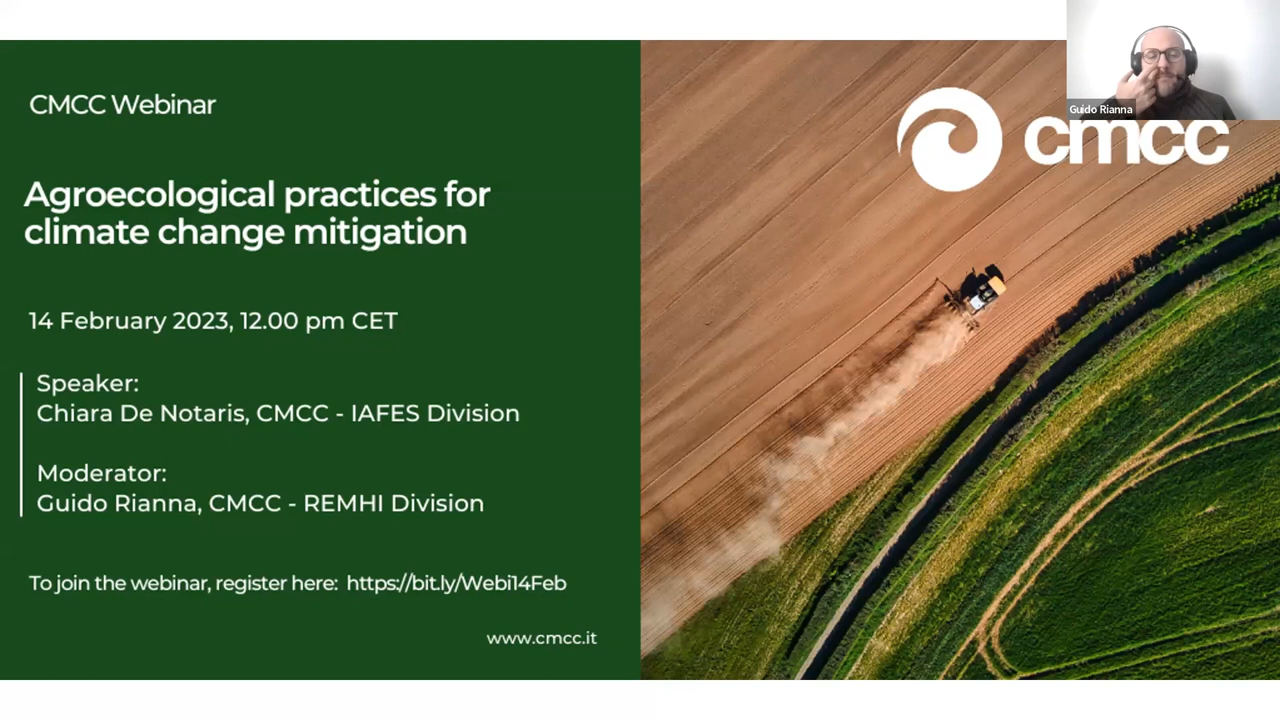 CMCC Webinar
Agroecological practices for
climate change mitigation
14 February 2023, 12.00 pm CET
Speaker:
Chiara De Notaris, CMCC - IAFES Division
Moderator:
Guido Rianna, CMCC - REMHI Division
To join the webinar, register here: https://bit.ly/Webi14Feb
www.cmcc.it
Guido Rianna
cmcc